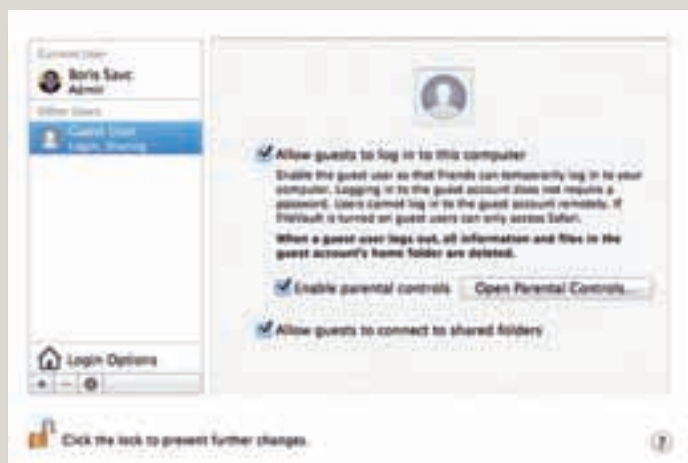 Current User
Boris Savc
Admin
Other Users
Guest User
Login, Sharing
Login Options
+ −
Allow guests to log in to this computer
Enable the guest user so that friends can temporarily log in to your
computer. Logging in to the guest account does not require a
password. Users cannot log in to the guest account remotely. If
FileVault is turned on guest users can only access Safari.
When a guest user logs out, all information and files in the
guest account's home folder are deleted.
Enable parental controls
Open Parental Controls...
Allow guests to connect to shared folders
Click the lock to prevent further changes.
?